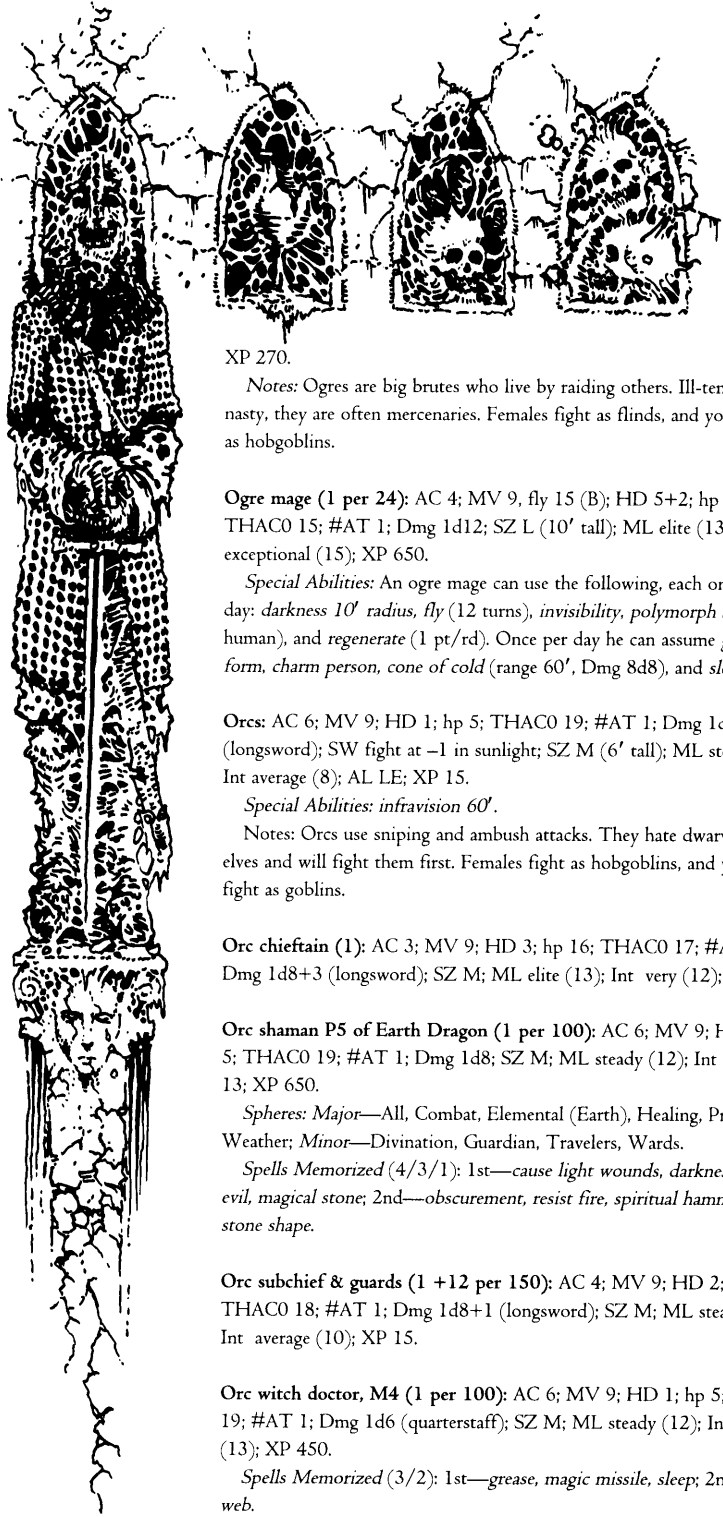 XP 270.
Notes: Ogres are big brutes who live by raiding others. Ill-ten
nasty, they are often mercenaries. Females fight as flinds, and yo
as hobgoblins.
Ogre mage (1 per 24): AC 4; MV 9, fly 15 (B); HD 5+2; hp
THAC0 15; #AT 1; Dmg 1d12; SZ L (10′ tall); ML elite (13
exceptional (15); XP 650.
Special Abilities: An ogre mage can use the following, each on
day: darkness 10′ radius, fly (12 turns), invisibility, polymorph
human), and regenerate (1 pt/rd). Once per day he can assume
form, charm person, cone of cold (range 60′, Dmg 8d8), and sl
Orcs: AC 6; MV 9; HD 1; hp 5; THAC0 19; #AT 1; Dmg 1d
(longsword); SW fight at –1 in sunlight; SZ M (6′ tall); ML ste
Int average (8); AL LE; XP 15.
Special Abilities: infravision 60′.
Notes: Orcs use sniping and ambush attacks. They hate dwarv
elves and will fight them first. Females fight as hobgoblins, and
fight as goblins.
Orc chieftain (1): AC 3; MV 9; HD 3; hp 16; THAC0 17; #A
Dmg 1d8+3 (longsword); SZ M; ML elite (13); Int very (12);
Orc shaman P5 of Earth Dragon (1 per 100): AC 6; MV 9; H
5; THAC0 19; #AT 1; Dmg 1d8; SZ M; ML steady (12); Int
13; XP 650.
Spheres: Major—All, Combat, Elemental (Earth), Healing, Pr
Weather; Minor—Divination, Guardian, Travelers, Wards.
Spells Memorized (4/3/1): 1st—cause light wounds, darkne
evil, magical stone; 2nd—obscurement, resist fire, spiritual hamm
stone shape.
Orc subchief & guards (1 +12 per 150): AC 4; MV 9; HD 2;
THAC0 18; #AT 1; Dmg 1d8+1 (longsword); SZ M; ML stea
Int average (10); XP 15.
Orc witch doctor, M4 (1 per 100): AC 6; MV 9; HD 1; hp 5;
19; #AT 1; Dmg 1d6 (quarterstaff); SZ M; ML steady (12); In
(13); XP 450.
Spells Memorized (3/2): 1st—grease, magic missile, sleep; 2n
web.